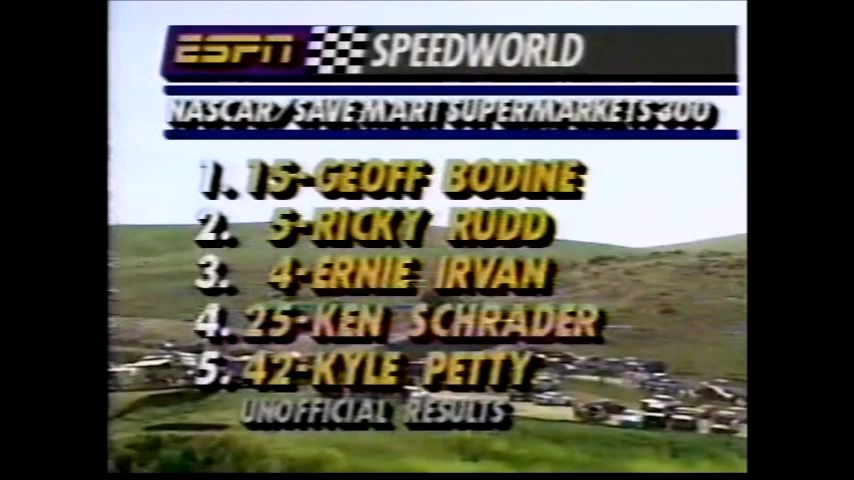 ESPN SPEEDWORLD
NASCAR/SAVE MART SUPERMARKETS 300
1. 15-GEOFF BODINE
2. 5-RICKY RUDD
3. 4-ERNIE IRVAN
4. 25-KEN SCHRADER
5. 42-KYLE PETTY
UNOFFICIAL RESULTS